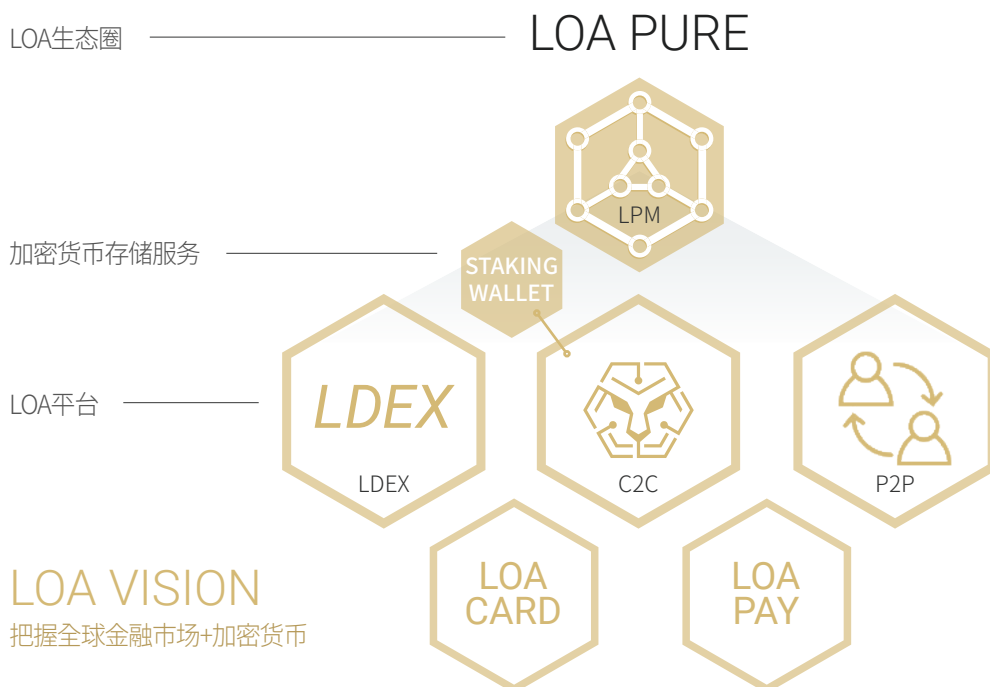 LOA生态圈
LOA PURE
LPM
加密货币存储服务
STAKING
WALLET
LOA平台
LDEX
LDEX
C2C
P2P
LOA VISION
把握全球金融市场+加密货币
LOA
CARD
LOA
PAY